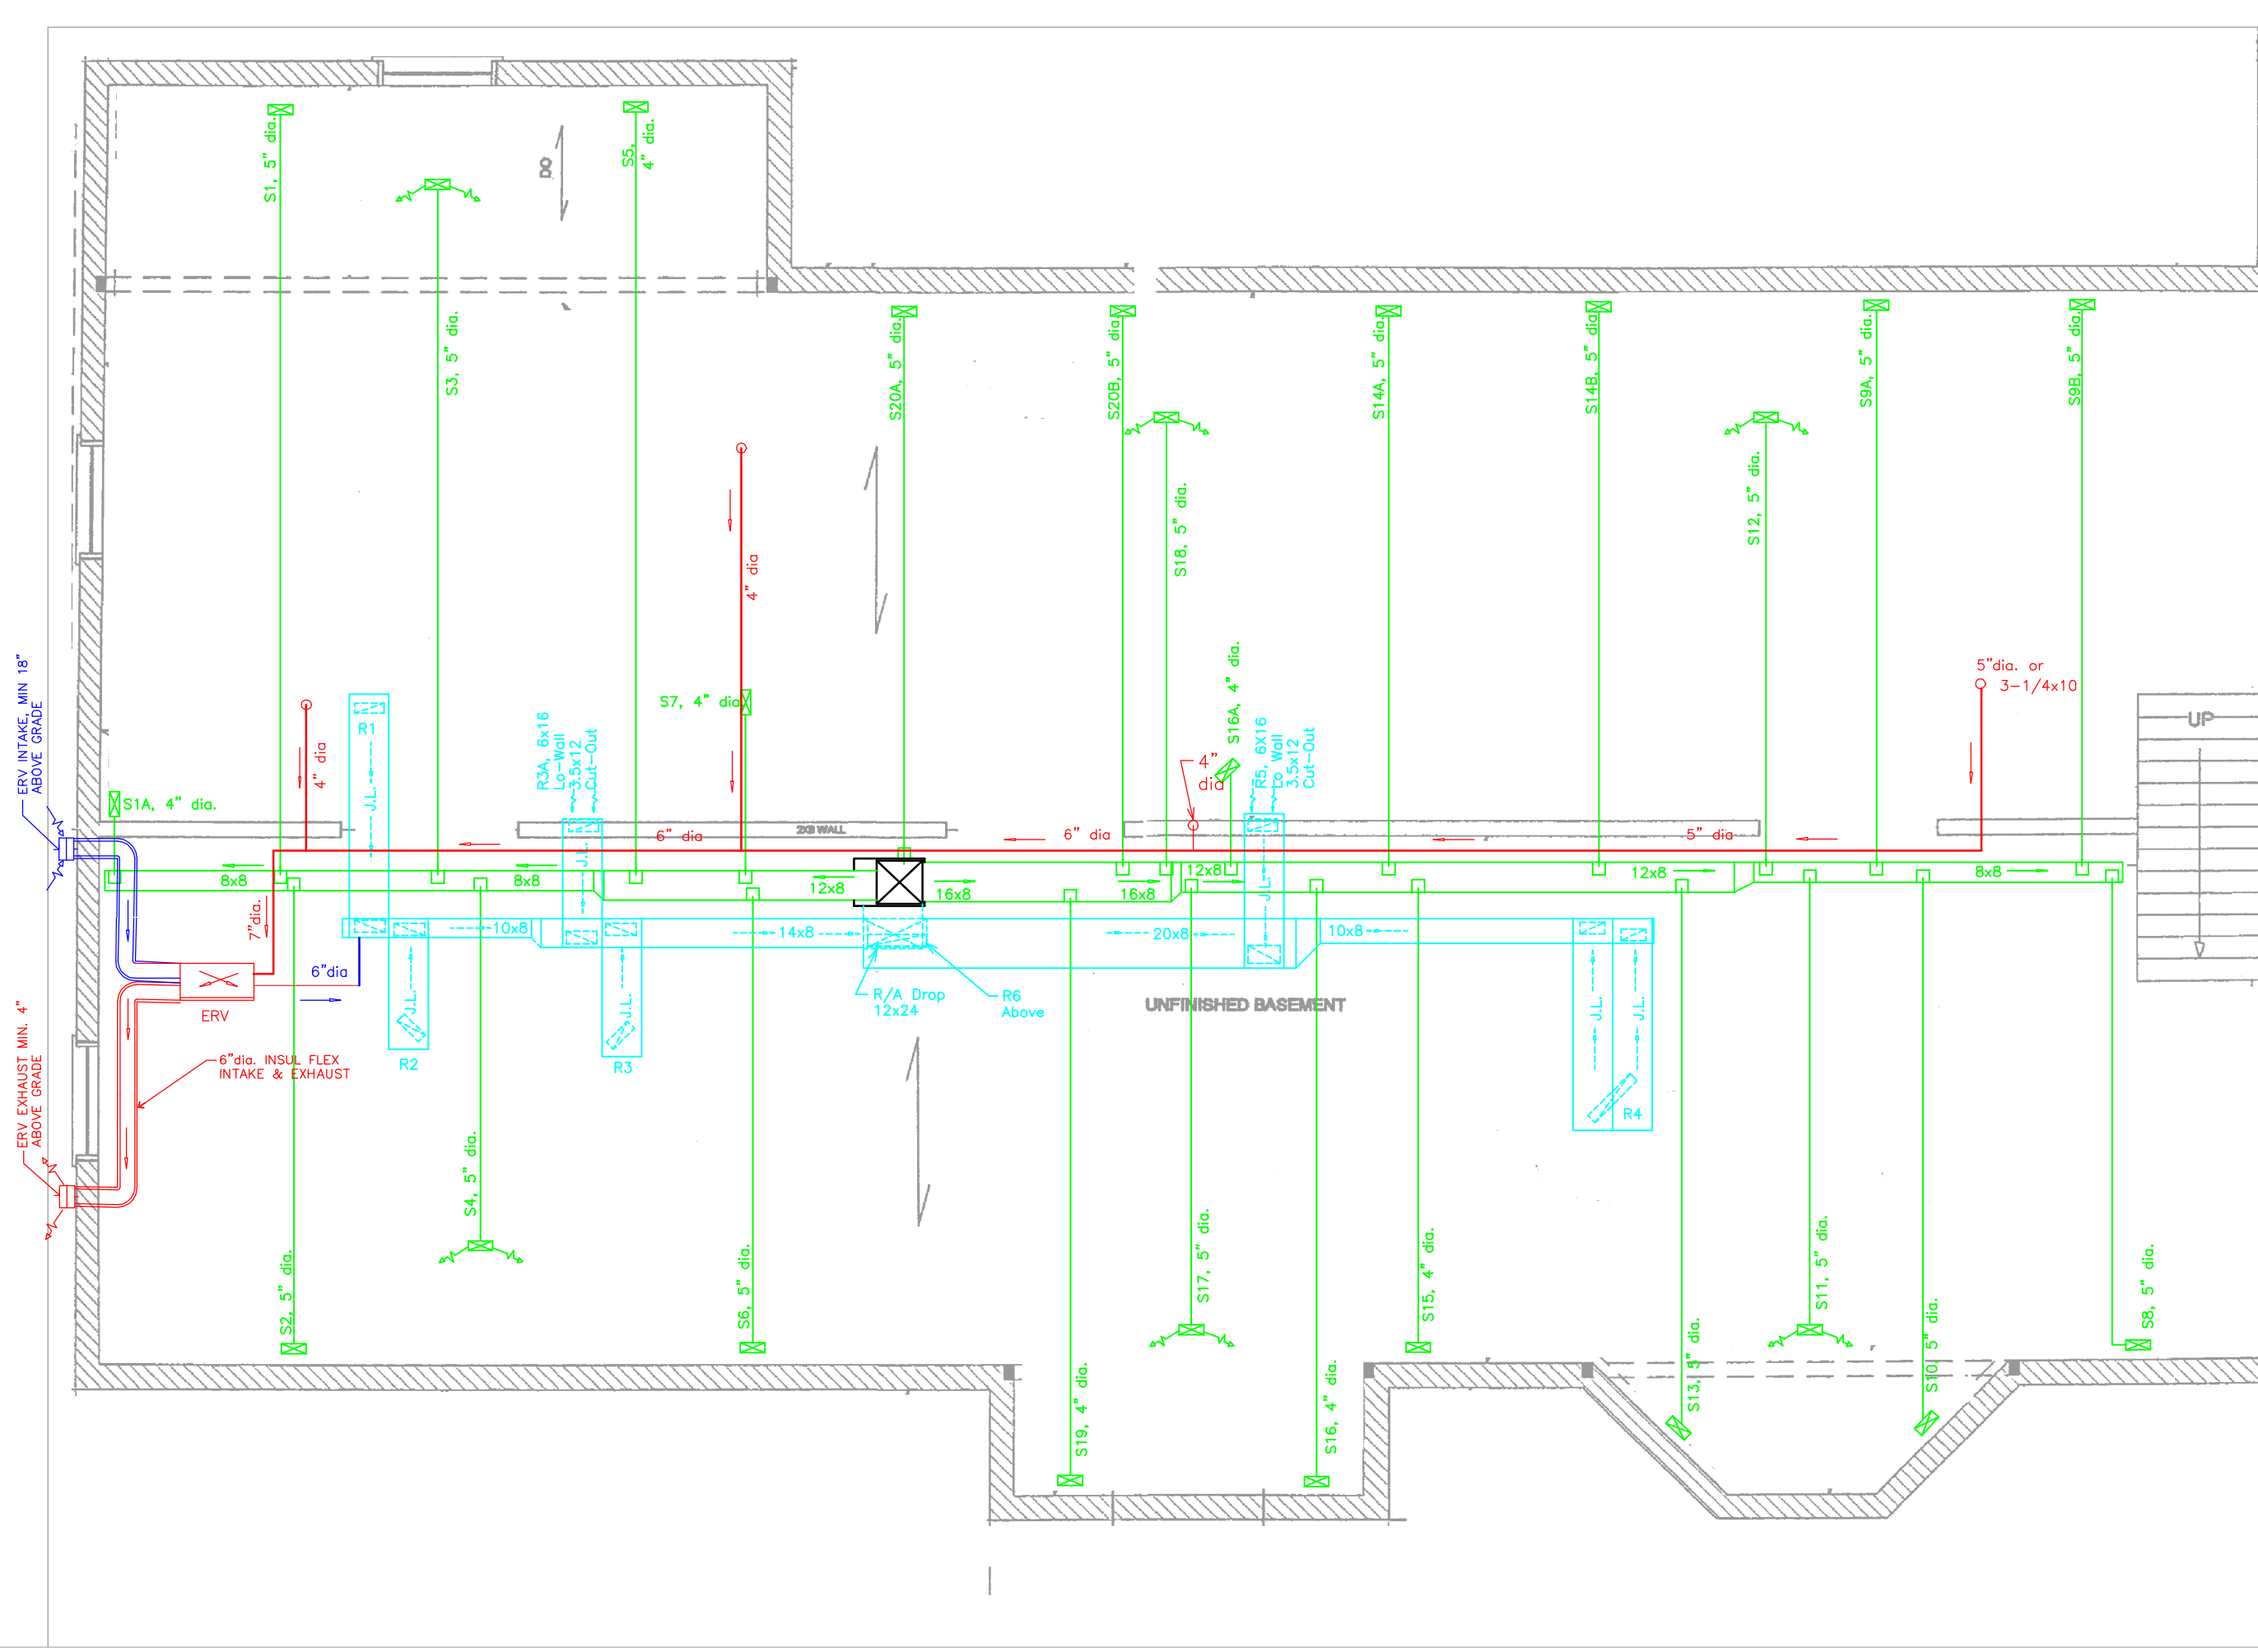 S1, 5" dia.
S5,
4" dia.
DO
S3, 5" dia.
S20A, 5" dia.
S20B, 5" dia.
S14A, 5" dia.
S14B, 5" dia.
S9A, 5" dia.
S9B, 5" dia.
S18, 5" dia.
S12, 5" dia.
4" dia
ERV INTAKE, MIN 18"
ABOVE GRADE
R1
J.L.
4" dia
S1A, 4" dia.
R3A, 6x16
Lo-Wall
3.5x12
Cut-Out
J.L.
S7, 4" dia
4"
dia
S16A, 4" dia.
R5, 6X16
Lo Wall
3.5x12
Cut-Out
J.L.
5"dia. or
3-1/4x10
UP
6" dia
2X8 WALL
6" dia
5" dia
8x8
8x8
12x8
16x8
16x8
12x8
12x8
8x8
7"dia.
10x8
14x8
20x8
10x8
6"dia
ERV
J.L.
R2
J.L.
R3
R/A Drop
12x24
R6
Above
UNFINISHED BASEMENT
J.L.
J.L.
R4
ERV EXHAUST MIN. 4"
ABOVE GRADE
6"dia. INSUL FLEX
INTAKE & EXHAUST
S2, 5" dia.
S4, 5" dia.
S6, 5" dia.
S19, 4" dia.
S17, 5" dia.
S16, 4" dia.
S15, 4" dia.
S13, 5" dia.
S11, 5" dia.
S10, 5" dia.
S8, 5" dia.